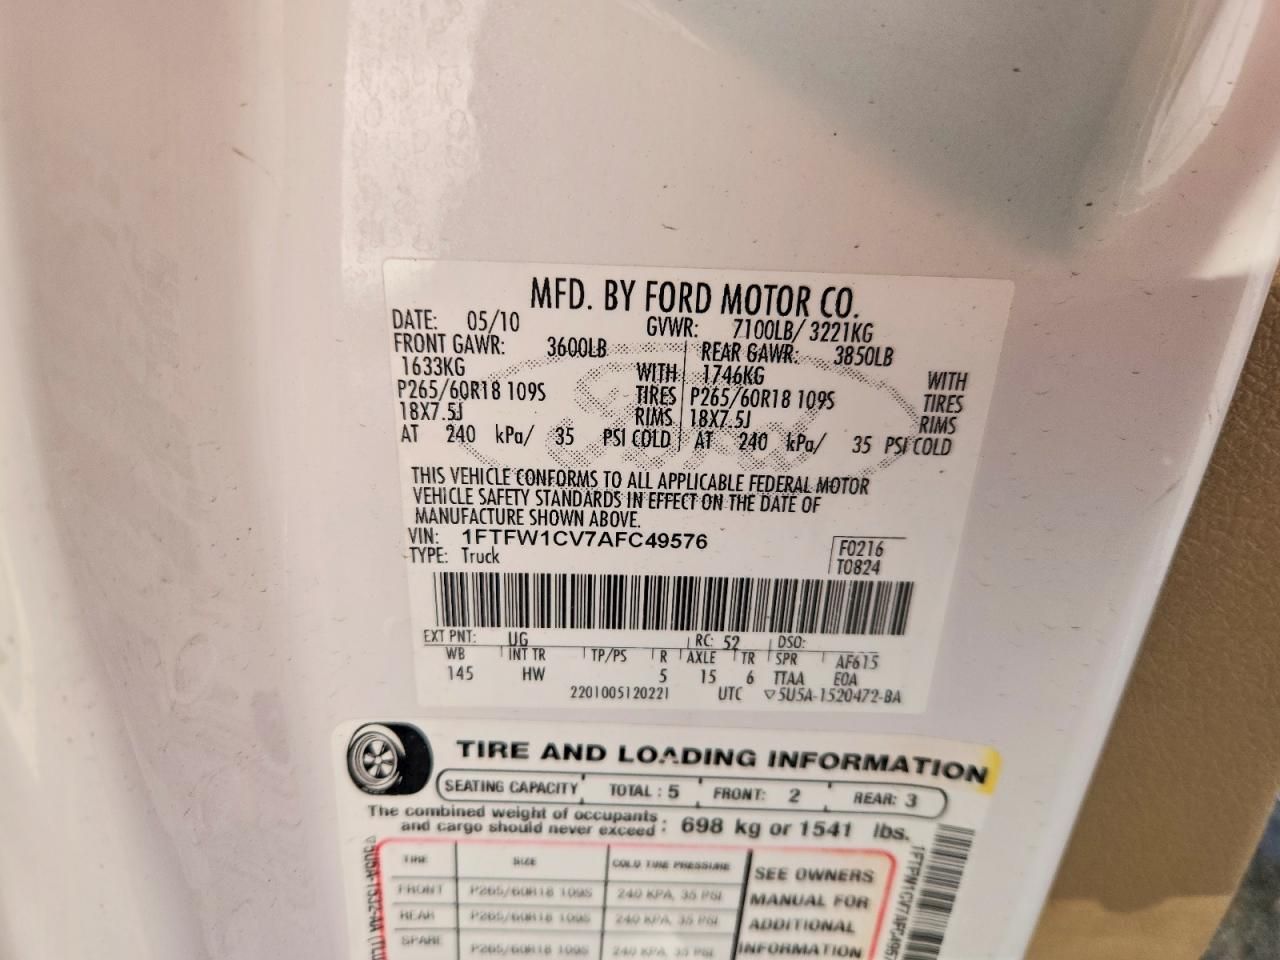 MFD. BY FORD MOTOR CO.
DATE: 05/10 GVWR: 7100LB/ 3221KG
FRONT GAWR: 3600LB REAR GAWR: 3850LB
1633KG WITH 1746KG WITH
P265/60R18 109S TIRES P265/60R18 109S TIRES
18X7.5J RIMS 18X7.5J RIMS
AT 240 kPa/ 35 PSI COLD AT 240 kPa/ 35 PSI COLD
THIS VEHICLE CONFORMS TO ALL APPLICABLE FEDERAL MOTOR
VEHICLE SAFETY STANDARDS IN EFFECT ON THE DATE OF
MANUFACTURE SHOWN ABOVE.
VIN: 1FTFW1CV7AFC49576
TYPE: Truck
F0216
T0824
EXT PNT: UG RC: 52 DSO:
WB INT TR TP/PS R AXLE TR SPR AF615
145 HW 5 15 6 TTAA EOA
2201005120221 UTC ▽5U5A-1520472-BA
TIRE AND LOADING INFORMATION
SEATING CAPACITY TOTAL : 5 FRONT: 2 REAR: 3
The combined weight of occupants
and cargo should never exceed : 698 kg or 1541 lbs.
TIRE SIZE COLD TIRE PRESSURE
FRONT P265/60R18 109S 240 KPA, 35 PSI
REAR P265/60R18 109S 240 KPA, 35 PSI
SPARE P265/60R18 109S 240 KPA, 35 PSI
SEE OWNERS
MANUAL FOR
ADDITIONAL
INFORMATION